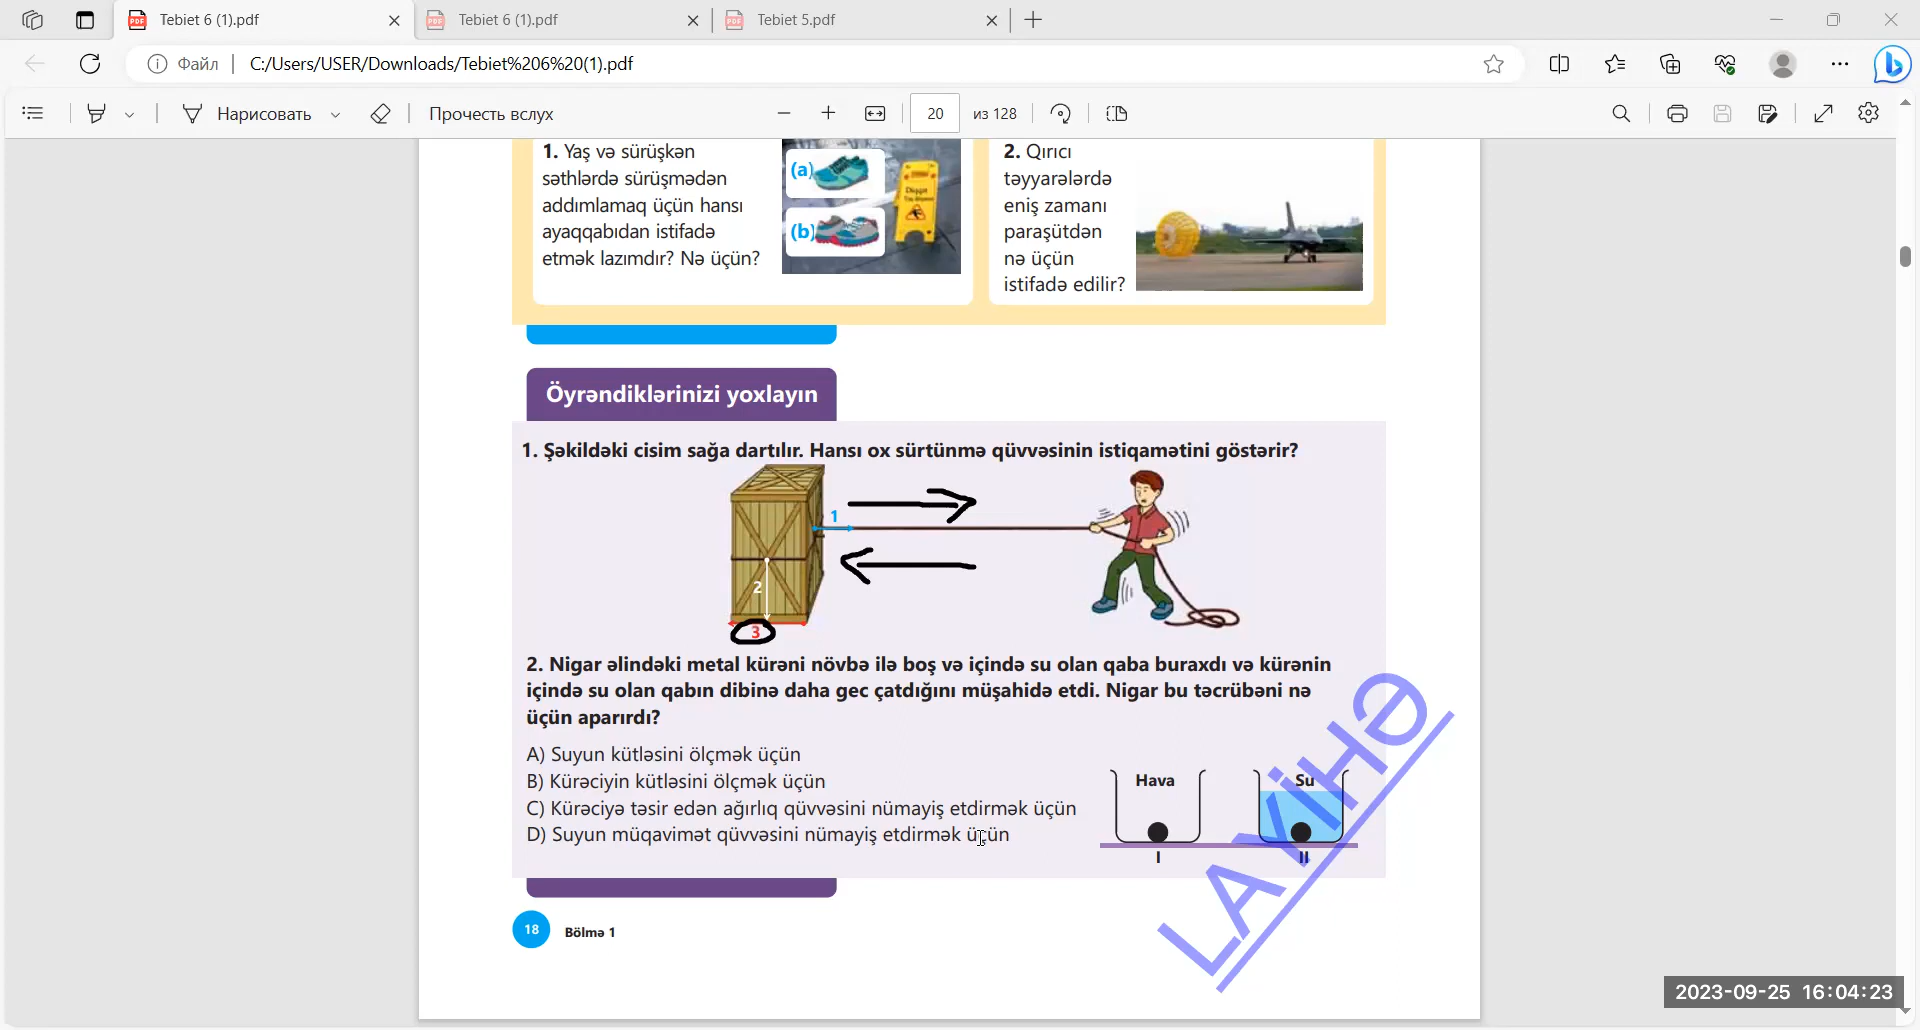 Tebiet 6 (1).pdf
Tebiet 6 (1).pdf
Tebiet 5.pdf
Файл
C:/Users/USER/Downloads/Tebiet%206%20(1).pdf
Нарисовать
Прочесть вслух
20
из 128
1. Yaş və sürüşkən
səthlərdə sürüşmədən
addımlamaq üçün hansı
ayaqqabıdan istifadə
etmək lazımdır? Nə üçün?
(a)
(b)
Diqqət
2. Qırıcı
təyyarələrdə
eniş zamanı
paraşütdən
nə üçün
istifadə edilir?
Öyrəndiklərinizi yoxlayın
1. Şəkildəki cisim sağa dartılır. Hansı ox sürtünmə qüvvəsinin istiqamətini göstərir?
1
2
3
2. Nigar əlindəki metal kürəni növbə ilə boş və içində su olan qaba buraxdı və kürənin
içində su olan qabın dibinə daha gec çatdığını müşahidə etdi. Nigar bu təcrübəni nə
üçün aparırdı?
A) Suyun kütləsini ölçmək üçün
B) Kürəciyin kütləsini ölçmək üçün
C) Kürəciyə təsir edən ağırlıq qüvvəsini nümayiş etdirmək üçün
D) Suyun müqavimət qüvvəsini nümayiş etdirmək üçün
Hava
Su
I
II
LAYİHƏ
18
Bölmə 1
2023-09-25 16:04:23